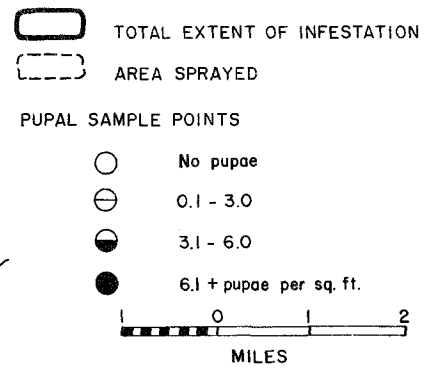 TOTAL EXTENT OF INFESTATION
AREA SPRAYED
PUPAL SAMPLE POINTS
No pupae
0.1 - 3.0
3.1 - 6.0
6.1 + pupae per sq. ft.
1 0 1 2
MILES